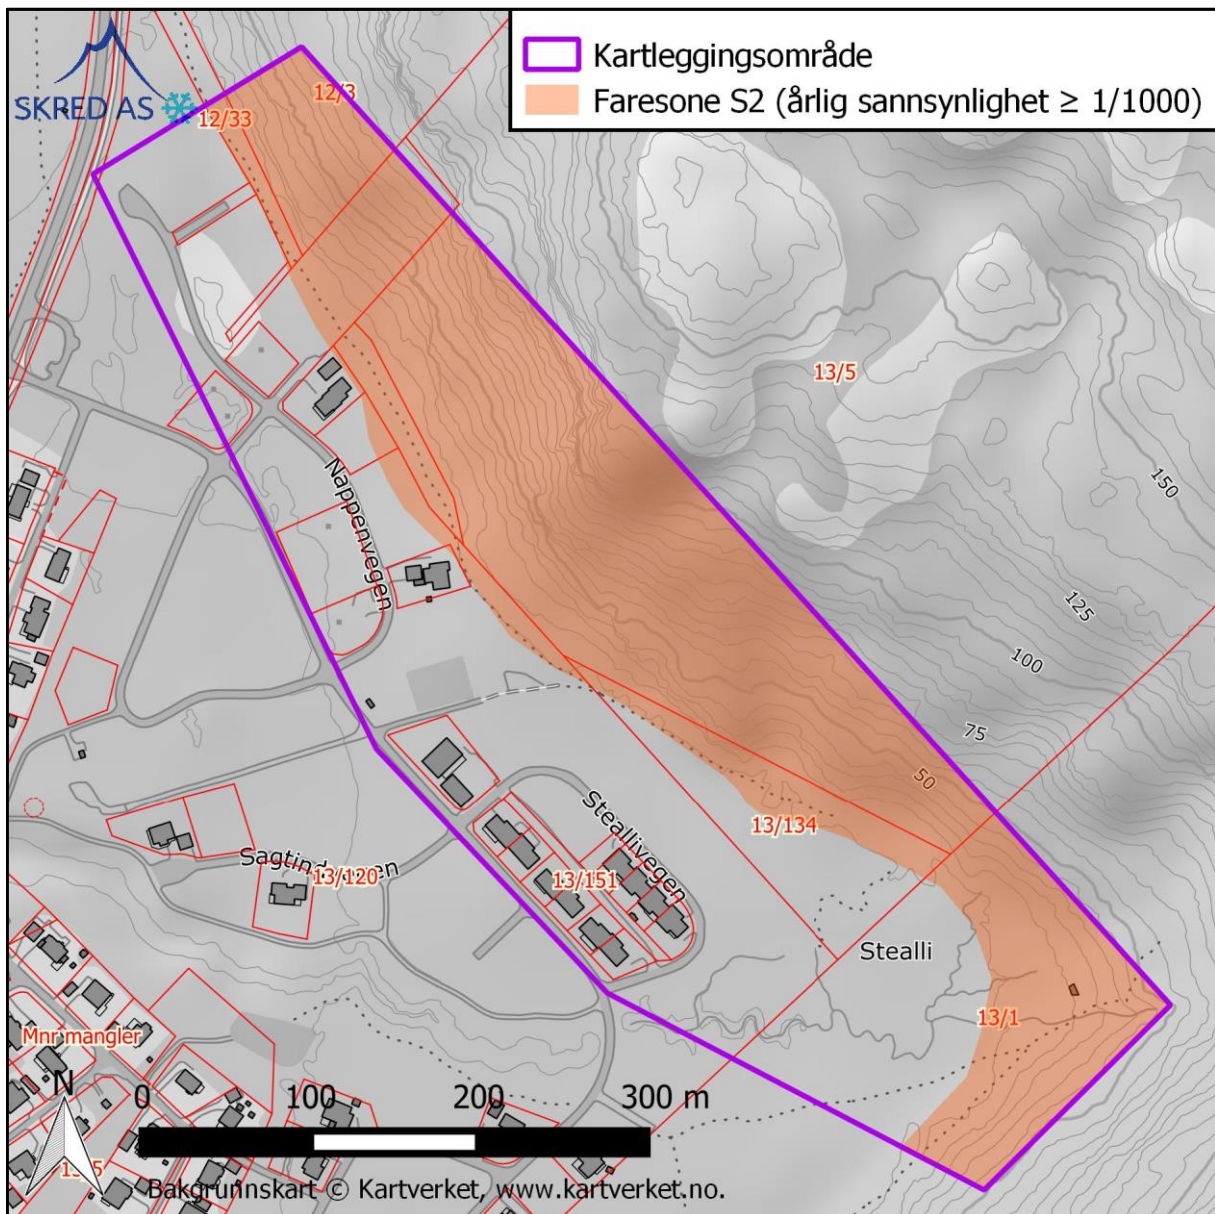 SKRED AS
Kartleggingsområde
Faresone S2 (årlig sannsynlighet ≥ 1/1000)
12/3
12/33
13/5
150
Nappenvegen
125
100
75
50
13/134
Steallivegen
13/120
13/151
Stealli
13/1
Mnr mangler
N
0 100 200 300 m
Bakgrunnskart © Kartverket, www.kartverket.no.